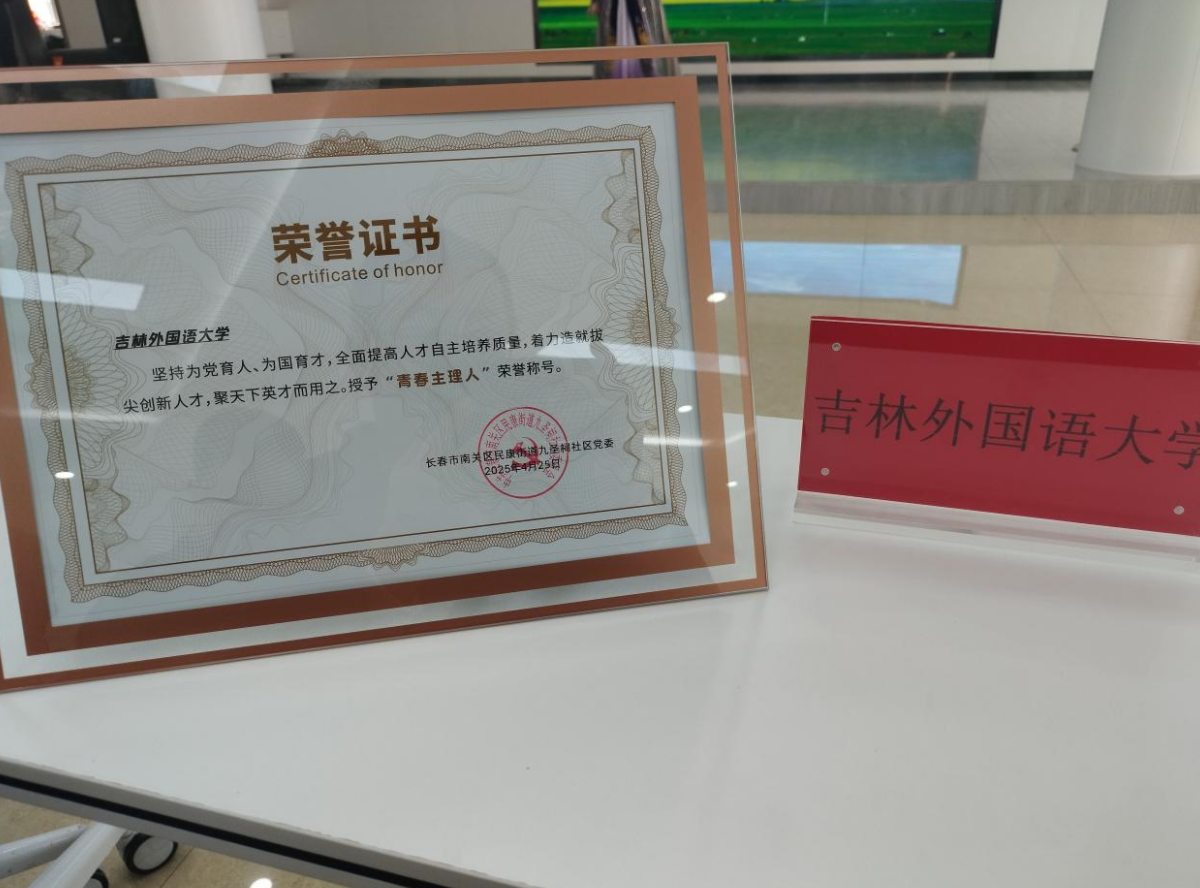 荣誉证书
Certificate of honor
吉林外国语大学
坚持为党育人、为国育才，全面提高人才自主培养质量，着力造就拔
尖创新人才，聚天下英才而用之。授予“青春主理人”荣誉称号。
长春市南关区民康街道九圣祠社区党委
2025年4月25日
吉林外国语大学